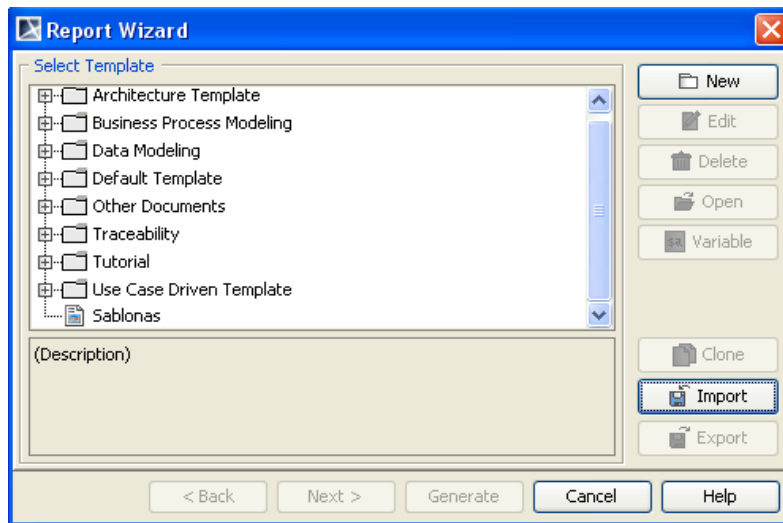 Report Wizard
Select Template
Architecture Template
Business Process Modeling
Data Modeling
Default Template
Other Documents
Traceability
Tutorial
Use Case Driven Template
Sablonas
(Description)
New
Edit
Delete
Open
Variable
Clone
Import
Export
< Back
Next >
Generate
Cancel
Help